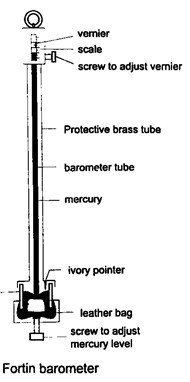 vernier
scale
screw to adjust vernier
Protective brass tube
barometer tube
mercury
ivory pointer
leather bag
screw to adjust
mercury level
Fortin barometer